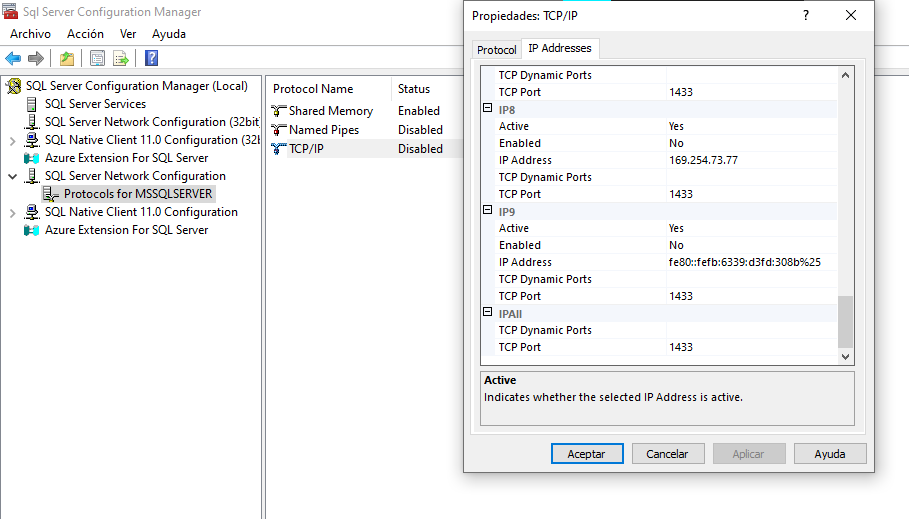 Sql Server Configuration Manager
Archivo Acción Ver Ayuda
SQL Server Configuration Manager (Local)
SQL Server Services
SQL Server Network Configuration (32bit
SQL Native Client 11.0 Configuration (32l
Azure Extension For SQL Server
SQL Server Network Configuration
Protocols for MSSQLSERVER
SQL Native Client 11.0 Configuration
Azure Extension For SQL Server
Protocol Name Status
Shared Memory Enabled
Named Pipes Disabled
TCP/IP Disabled
Propiedades: TCP/IP
Protocol IP Addresses
TCP Dynamic Ports
TCP Port 1433
IP8
Active Yes
Enabled No
IP Address 169.254.73.77
TCP Dynamic Ports
TCP Port 1433
IP9
Active Yes
Enabled No
IP Address fe80::fefb:6339:d3fd:308b%25
TCP Dynamic Ports
TCP Port 1433
IPAll
TCP Dynamic Ports
TCP Port 1433
Active
Indicates whether the selected IP Address is active.
Aceptar Cancelar Aplicar Ayuda